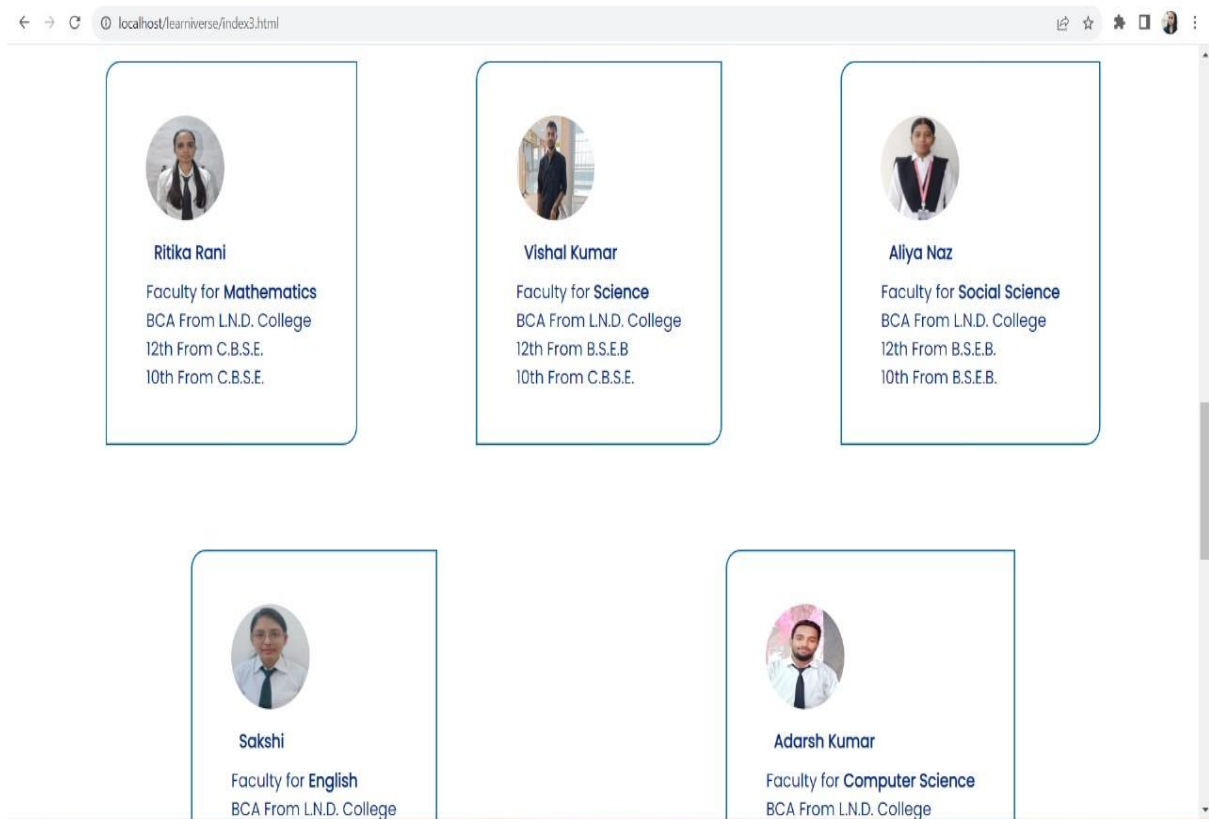 localhost/learniverse/index3.html
Ritika Rani
Faculty for Mathematics
BCA From L.N.D. College
12th From C.B.S.E.
10th From C.B.S.E.
Vishal Kumar
Faculty for Science
BCA From L.N.D. College
12th From B.S.E.B
10th From C.B.S.E.
Aliya Naz
Faculty for Social Science
BCA From L.N.D. College
12th From B.S.E.B.
10th From B.S.E.B.
Sakshi
Faculty for English
BCA From L.N.D. College
Adarsh Kumar
Faculty for Computer Science
BCA From L.N.D. College